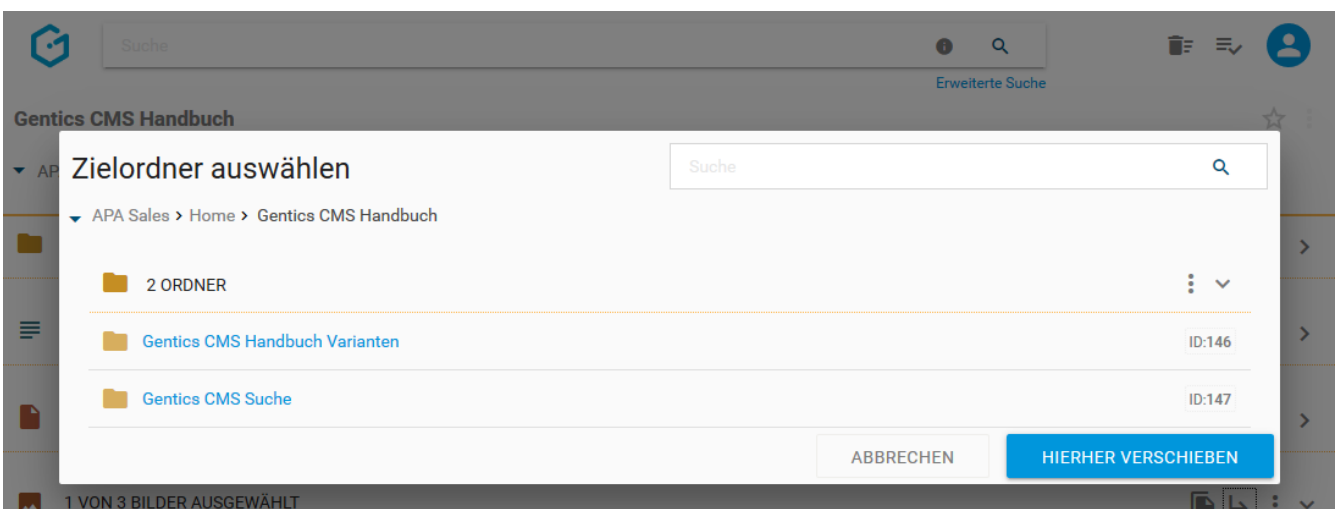 Suche
Erweiterte Suche
Gentics CMS Handbuch
AP
Zielordner auswählen
Suche
APA Sales > Home > Gentics CMS Handbuch
2 ORDNER
Gentics CMS Handbuch Varianten
ID:146
Gentics CMS Suche
ID:147
ABBRECHEN
HIERHER VERSCHIEBEN
1 VON 3 BILDER AUSGEWÄHLT